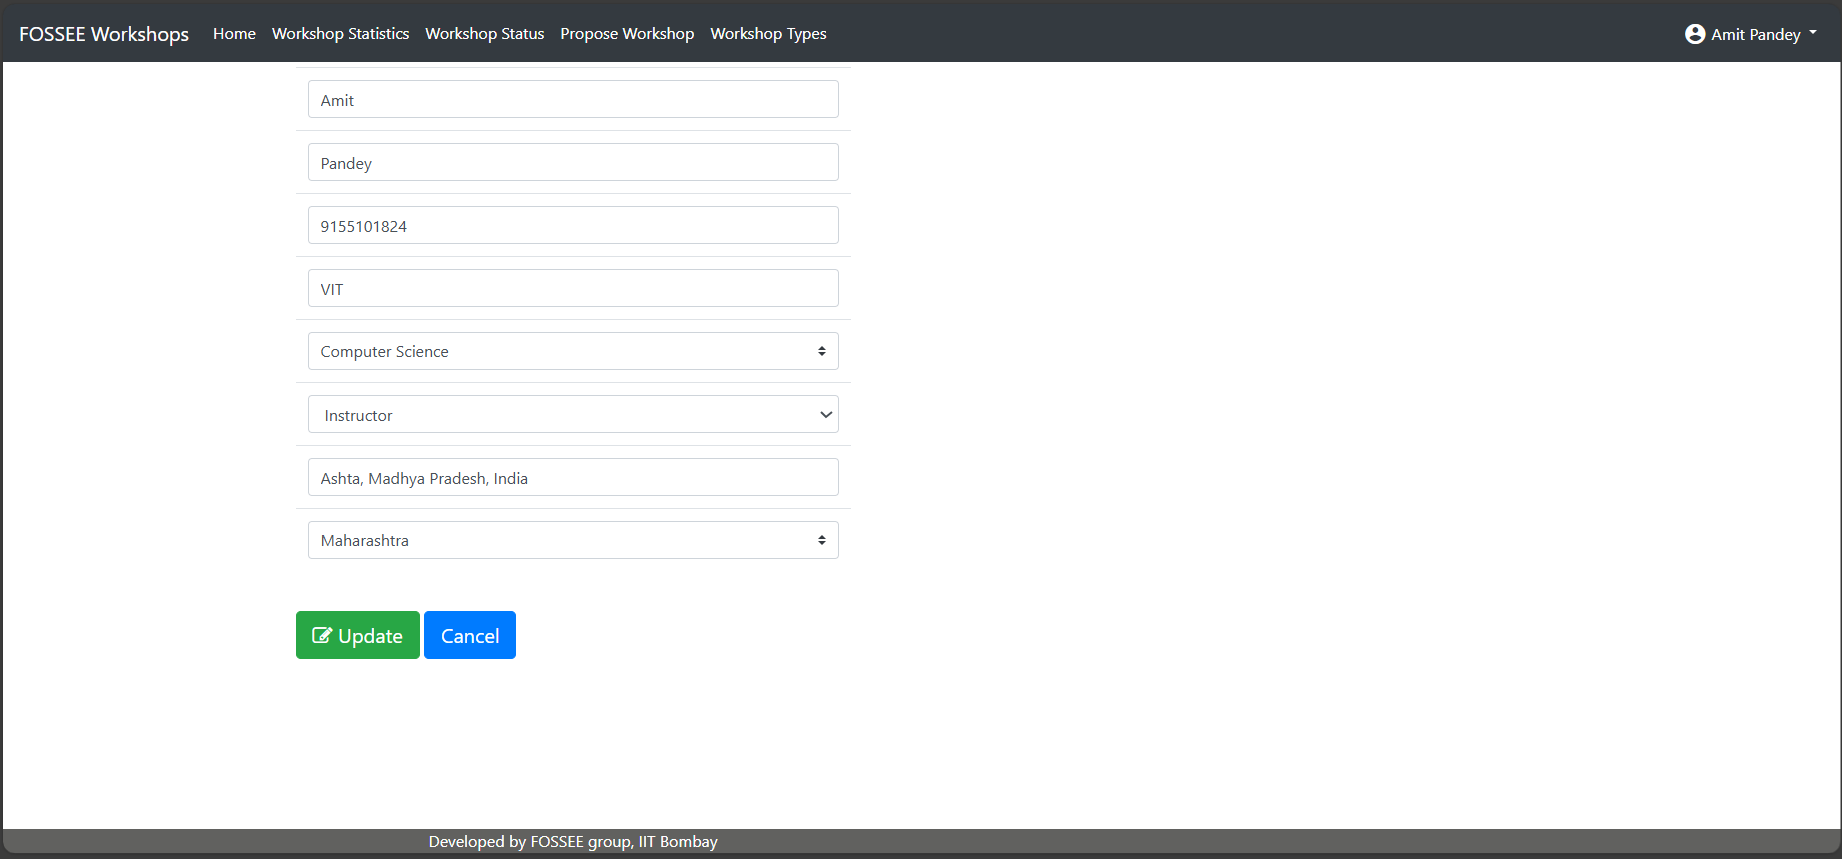 FOSSEE Workshops Home Workshop Statistics Workshop Status Propose Workshop Workshop Types Amit Pandey
Amit
Pandey
9155101824
VIT
Computer Science
Instructor
Ashta, Madhya Pradesh, India
Maharashtra
Update Cancel
Developed by FOSSEE group, IIT Bombay